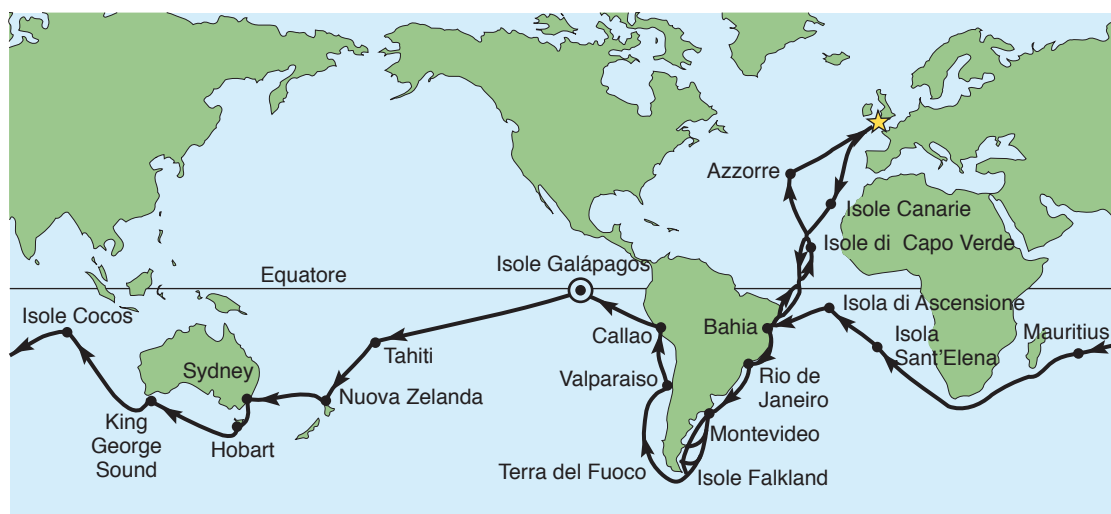 Azzorre
Isole Canarie
Isole di Capo Verde
Isole Galápagos
Equatore
Isole Cocos
Isola di Ascensione
Callao
Bahia
Isola
Sant'Elena
Mauritius
Tahiti
Sydney
Valparaiso
Rio de
Janeiro
Nuova Zelanda
King
George
Sound
Hobart
Montevideo
Terra del Fuoco
Isole Falkland